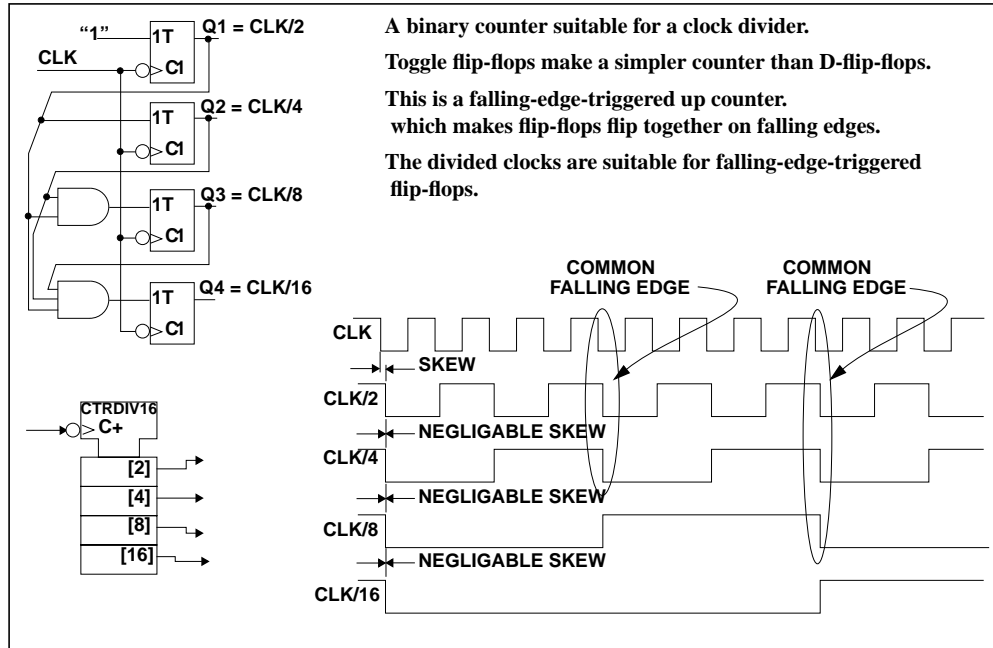 “1”
1T
Q1 = CLK/2
CLK
C1
1T
Q2 = CLK/4
C1
1T
Q3 = CLK/8
C1
1T
Q4 = CLK/16
C1
A binary counter suitable for a clock divider.
Toggle flip-flops make a simpler counter than D-flip-flops.
This is a falling-edge-triggered up counter.
which makes flip-flops flip together on falling edges.
The divided clocks are suitable for falling-edge-triggered
flip-flops.
CTRDIV16
C+
[2]
[4]
[8]
[16]
COMMON
FALLING EDGE
COMMON
FALLING EDGE
CLK
SKEW
CLK/2
NEGLIGABLE SKEW
CLK/4
NEGLIGABLE SKEW
CLK/8
NEGLIGABLE SKEW
CLK/16